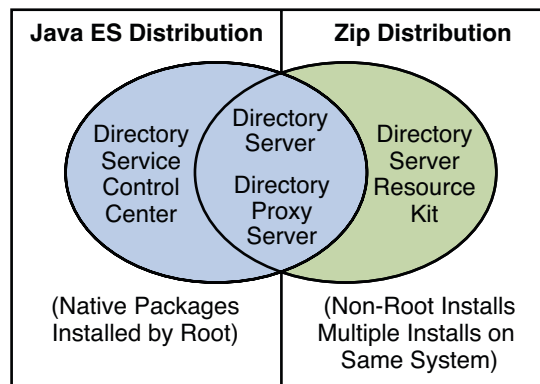 Java ES Distribution
Zip Distribution
Directory
Service
Control
Center
Directory
Server
Directory
Proxy
Server
Directory
Server
Resource
Kit
(Native Packages
Installed by Root)
(Non-Root Installs
Multiple Installs on
Same System)